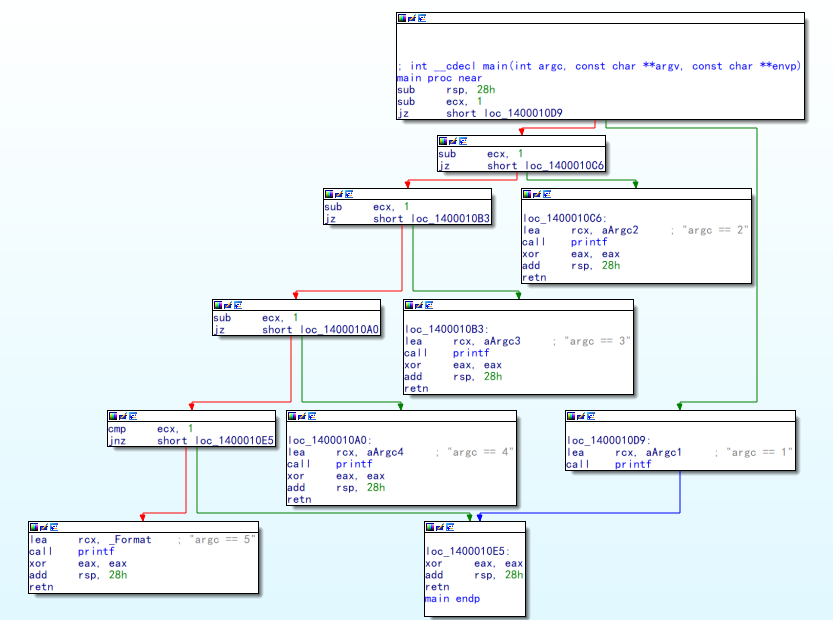 ; int __cdecl main(int argc, const char **argv, const char **envp)
main proc near
sub rsp, 28h
sub ecx, 1
jz short loc_1400010D9
sub ecx, 1
jz short loc_1400010C6
sub ecx, 1
jz short loc_1400010B3
loc_1400010C6:
lea rcx, aArgc2 ; "argc == 2"
call printf
xor eax, eax
add rsp, 28h
retn
sub ecx, 1
jz short loc_1400010A0
loc_1400010B3:
lea rcx, aArgc3 ; "argc == 3"
call printf
xor eax, eax
add rsp, 28h
retn
cmp ecx, 1
jnz short loc_1400010E5
loc_1400010A0:
lea rcx, aArgc4 ; "argc == 4"
call printf
xor eax, eax
add rsp, 28h
retn
loc_1400010D9:
lea rcx, aArgc1 ; "argc == 1"
call printf
lea rcx, _Format ; "argc == 5"
call printf
xor eax, eax
add rsp, 28h
retn
loc_1400010E5:
xor eax, eax
add rsp, 28h
retn
main endp